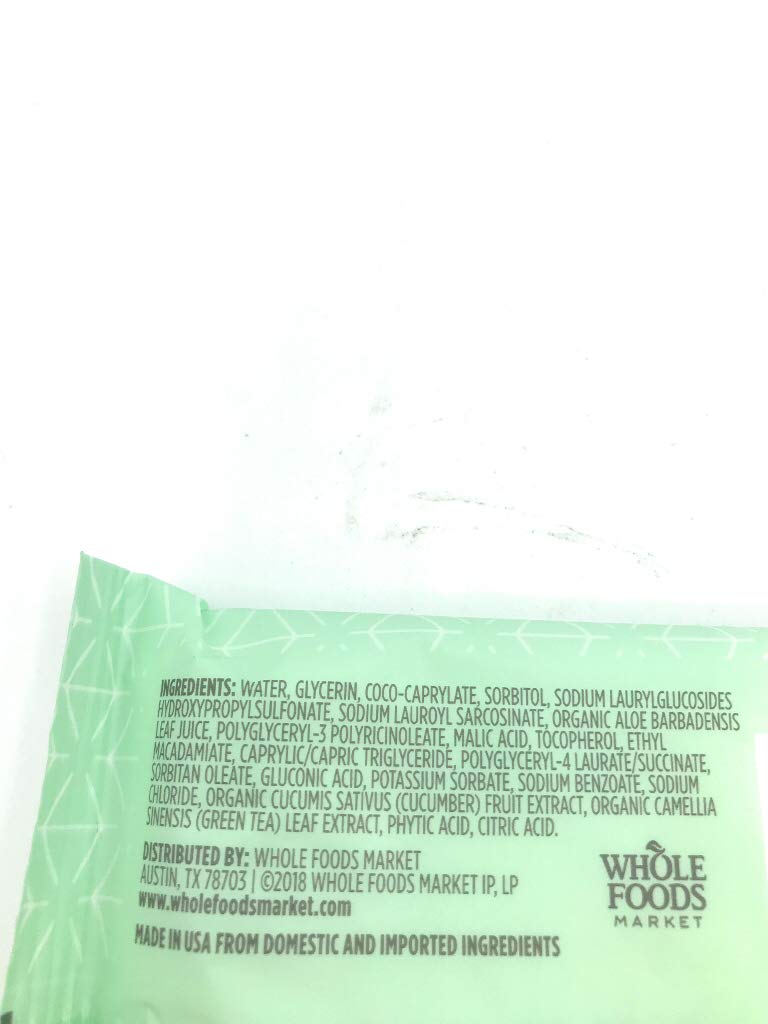 INGREDIENTS: WATER, GLYCERIN, COCO-CAPRYLATE, SORBITOL, SODIUM LAURYLGLUCOSIDES
HYDROXYPROPYLSULFONATE, SODIUM LAUROYL SARCOSINATE, ORGANIC ALOE BARBADENSIS
LEAF JUICE, POLYGLYCERYL-3 POLYRICINOLEATE, MALIC ACID, TOCOPHEROL, ETHYL
MACADAMIATE, CAPRYLIC/CAPRIC TRIGLYCERIDE, POLYGLYCERYL-4 LAURATE/SUCCINATE,
SORBITAN OLEATE, GLUCONIC ACID, POTASSIUM SORBATE, SODIUM BENZOATE, SODIUM
CHLORIDE, ORGANIC CUCUMIS SATIVUS (CUCUMBER) FRUIT EXTRACT, ORGANIC CAMELLIA
SINENSIS (GREEN TEA) LEAF EXTRACT, PHYTIC ACID, CITRIC ACID.
DISTRIBUTED BY: WHOLE FOODS MARKET
AUSTIN, TX 78703 | ©2018 WHOLE FOODS MARKET IP, LP
www.wholefoodsmarket.com
MADE IN USA FROM DOMESTIC AND IMPORTED INGREDIENTS
WHOLE
FOODS
MARKET